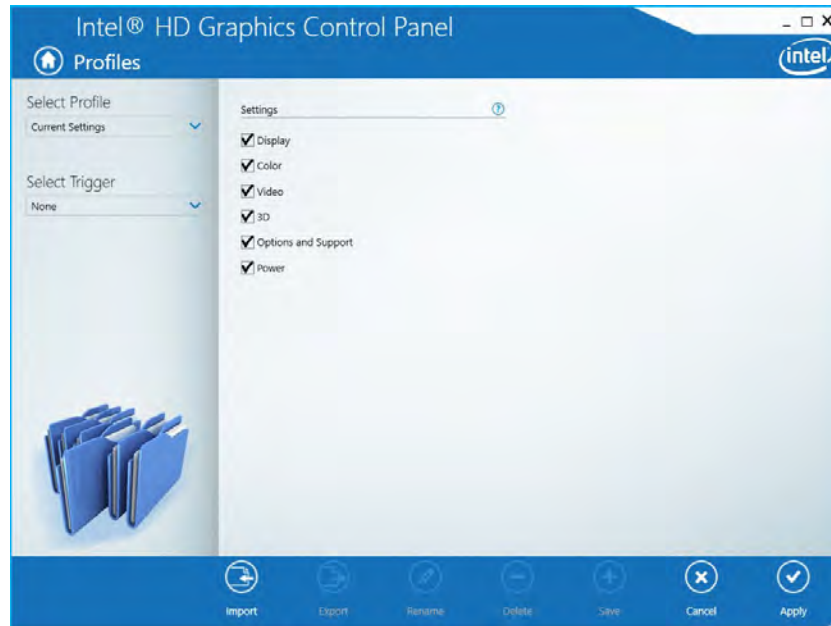 Intel® HD Graphics Control Panel
Profiles
intel
Select Profile
Current Settings
Select Trigger
None
Settings
?
Display
Color
Video
3D
Options and Support
Power
Import
Export
Rename
Delete
Save
Cancel
Apply